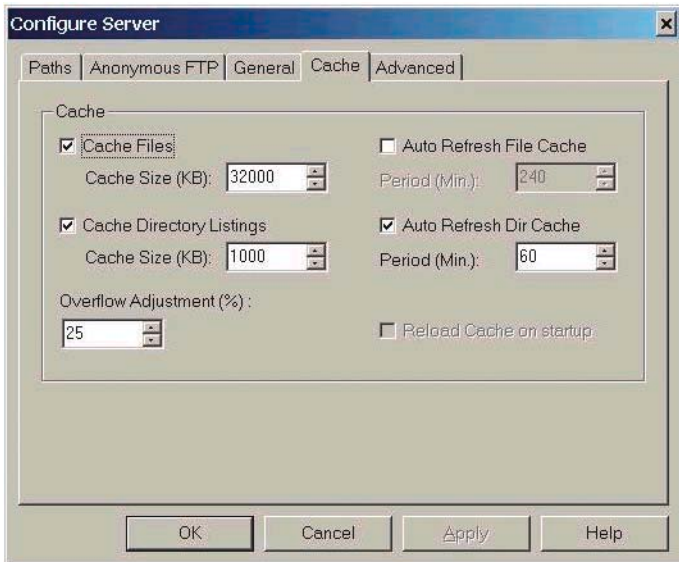 Configure Server
Paths
Anonymous FTP
General
Cache
Advanced
Cache
Cache Files
Auto Refresh File Cache
Cache Size (KB): 32000
Period (Min.): 240
Cache Directory Listings
Auto Refresh Dir Cache
Cache Size (KB): 1000
Period (Min.): 60
Overflow Adjustment (%) :
25
Reload Cache on startup
OK
Cancel
Apply
Help